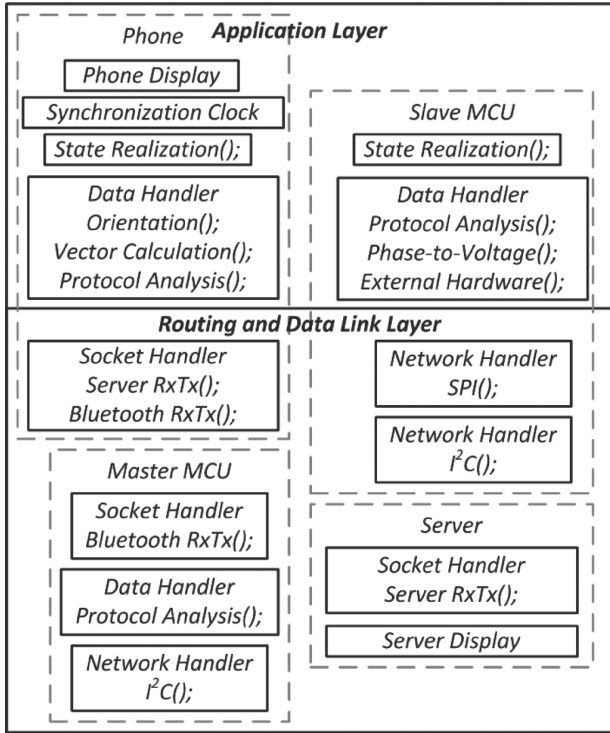 Application Layer
Phone
Phone Display
Synchronization Clock
State Realization();
Data Handler
Orientation();
Vector Calculation();
Protocol Analysis();
Slave MCU
State Realization();
Data Handler
Protocol Analysis();
Phase-to-Voltage();
External Hardware();
Routing and Data Link Layer
Socket Handler
Server RxTx();
Bluetooth RxTx();
Network Handler
SPI();
Network Handler
I²C();
Master MCU
Socket Handler
Bluetooth RxTx();
Data Handler
Protocol Analysis();
Network Handler
I²C();
Server
Socket Handler
Server RxTx();
Server Display